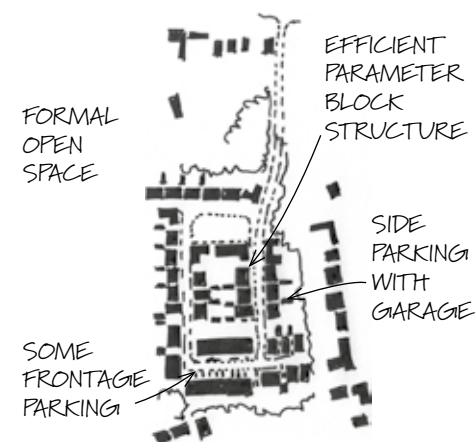 EFFICIENT
PARAMETER
BLOCK
STRUCTURE
FORMAL
OPEN
SPACE
SIDE
PARKING
WITH
GARAGE
SOME
FRONTAGE
PARKING